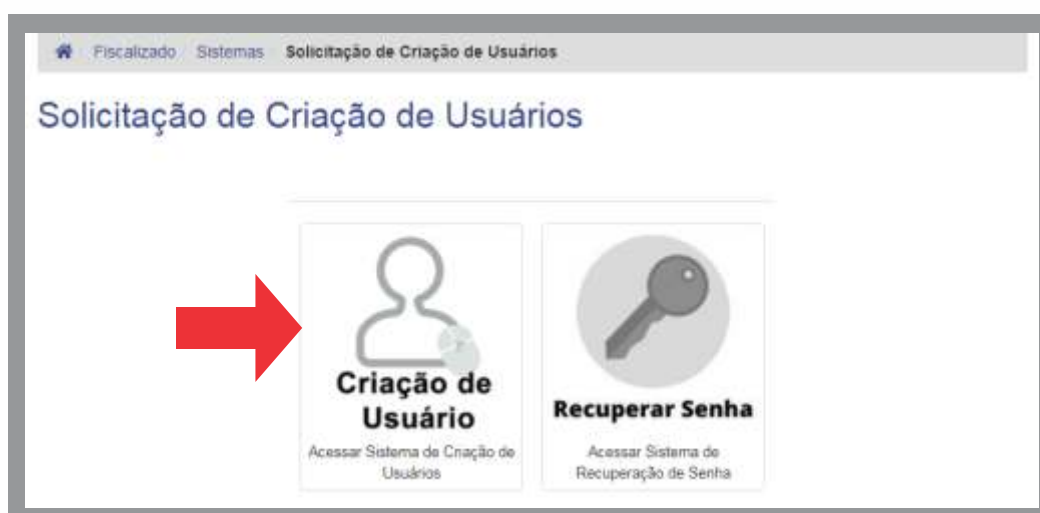 Fiscalizado Sistemas Solicitação de Criação de Usuários
Solicitação de Criação de Usuários
Criação de
Usuário
Acessar Sistema de Criação de
Usuários
Recuperar Senha
Acessar Sistema de
Recuperação de Senha